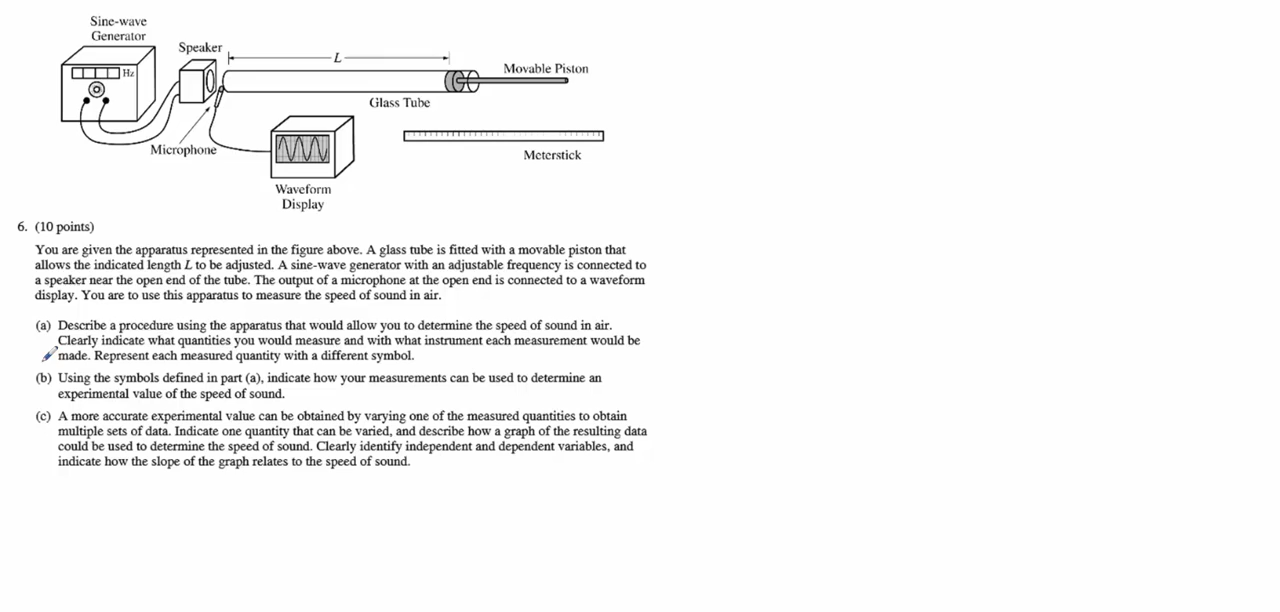 Sine-wave
Generator
Speaker
Hz
L
Movable Piston
Glass Tube
Microphone
Meterstick
Waveform
Display
6. (10 points)
You are given the apparatus represented in the figure above. A glass tube is fitted with a movable piston that
allows the indicated length L to be adjusted. A sine-wave generator with an adjustable frequency is connected to
a speaker near the open end of the tube. The output of a microphone at the open end is connected to a waveform
display. You are to use this apparatus to measure the speed of sound in air.
(a) Describe a procedure using the apparatus that would allow you to determine the speed of sound in air.
Clearly indicate what quantities you would measure and with what instrument each measurement would be
made. Represent each measured quantity with a different symbol.
(b) Using the symbols defined in part (a), indicate how your measurements can be used to determine an
experimental value of the speed of sound.
(c) A more accurate experimental value can be obtained by varying one of the measured quantities to obtain
multiple sets of data. Indicate one quantity that can be varied, and describe how a graph of the resulting data
could be used to determine the speed of sound. Clearly identify independent and dependent variables, and
indicate how the slope of the graph relates to the speed of sound.